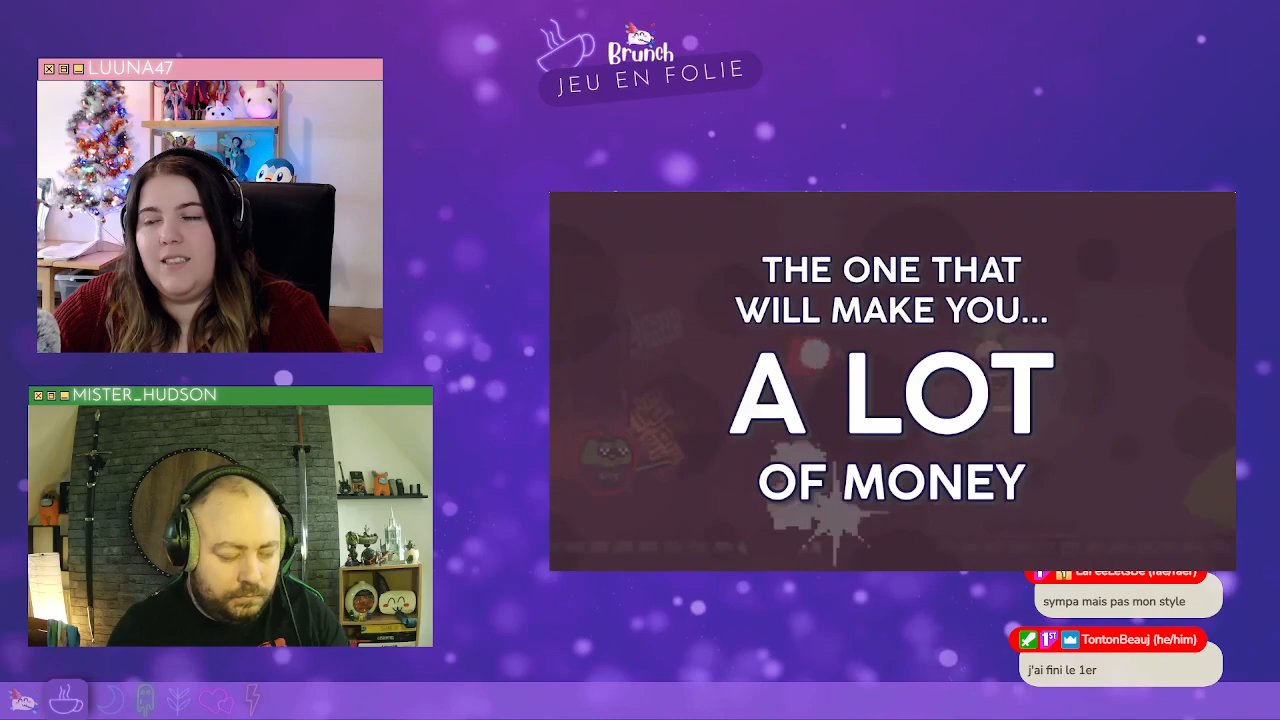 Brunch
JEU EN FOLIE
LUUNA47
THE ONE THAT
WILL MAKE YOU...
A LOT
OF MONEY
MISTER_HUDSON
sympa mais pas mon style
1ST TontonBeauj (he/him)
j'ai fini le 1er